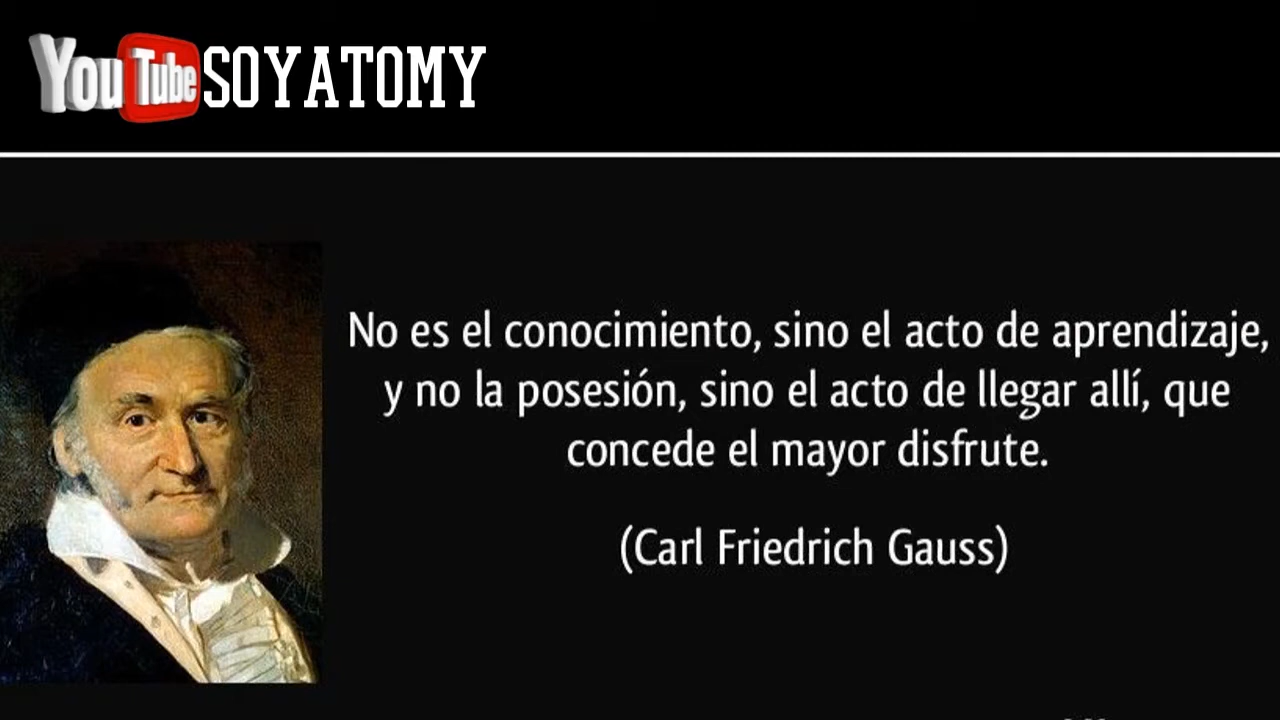 YouTube SOYATOMY
No es el conocimiento, sino el acto de aprendizaje,
y no la posesión, sino el acto de llegar allí, que
concede el mayor disfrute.
(Carl Friedrich Gauss)